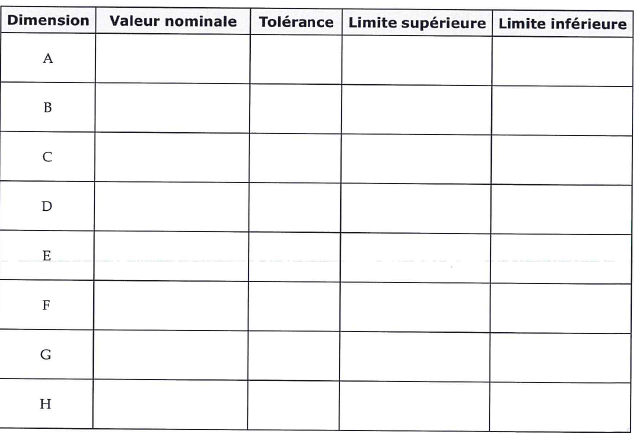 Dimension Valeur nominale Tolérance Limite supérieure Limite inférieure
A
B
C
D
E
F
G
H